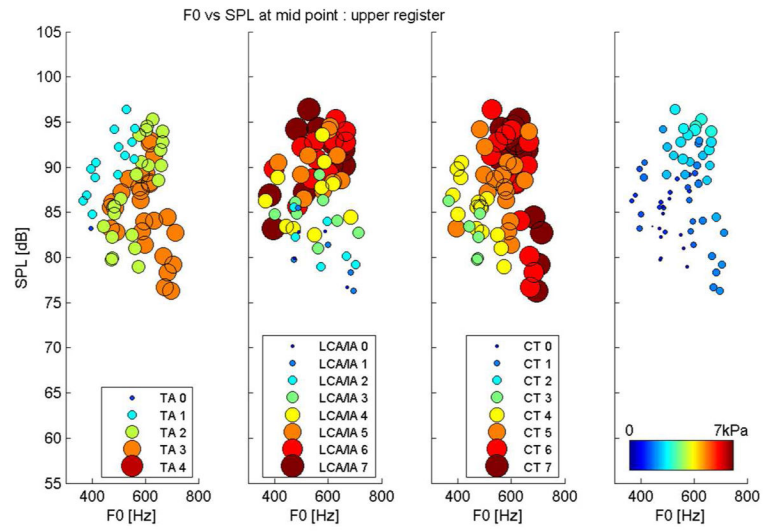 F0 vs SPL at mid point : upper register
SPL [dB]
105
100
95
90
85
80
75
70
65
60
55
TA 0
TA 1
TA 2
TA 3
TA 4
400 600 800
F0 [Hz]
LCA/IA 0
LCA/IA 1
LCA/IA 2
LCA/IA 3
LCA/IA 4
LCA/IA 5
LCA/IA 6
LCA/IA 7
400 600 800
F0 [Hz]
CT 0
CT 1
CT 2
CT 3
CT 4
CT 5
CT 6
CT 7
400 600 800
F0 [Hz]
0 7kPa
400 600 800
F0 [Hz]